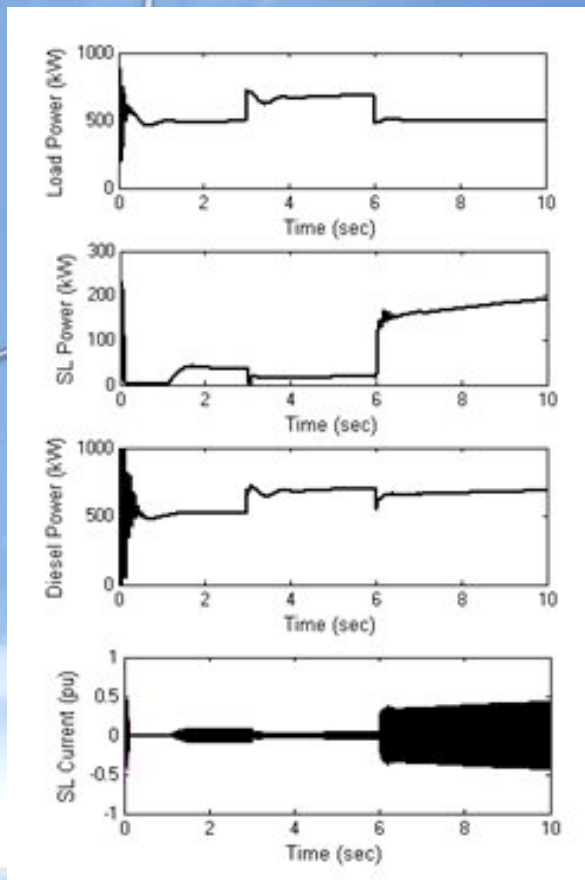 Load Power (kW)
1000
500
0
0 2 4 6 8 10
Time (sec)
SL Power (kW)
300
200
100
0
0 2 4 6 8 10
Time (sec)
Diesel Power (kW)
1000
500
0
0 2 4 6 8 10
Time (sec)
SL Current (pu)
1
0.5
0
-0.5
-1
0 2 4 6 8 10
Time (sec)